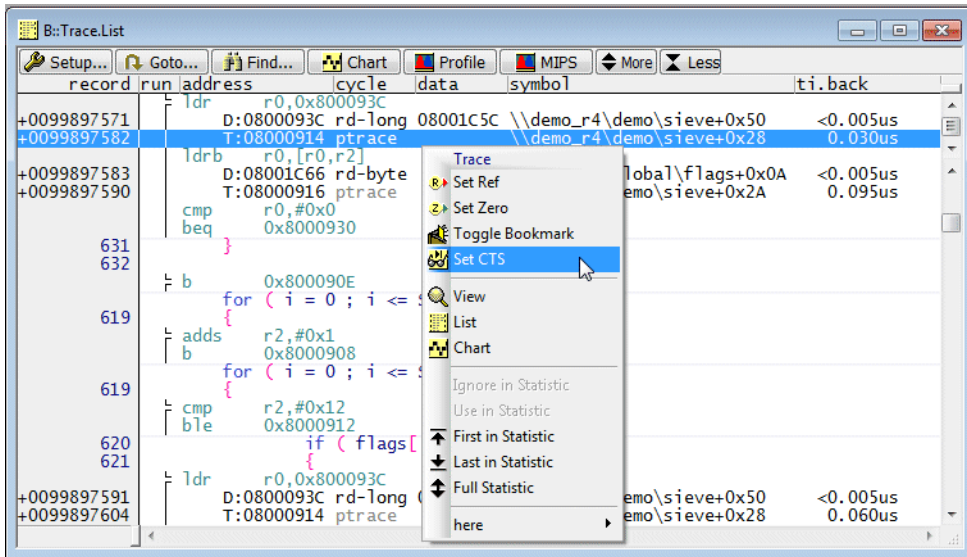 B::Trace.List
Setup... Goto... Find... Chart Profile MIPS More Less
record run address cycle data symbol ti.back
ldr r0,0x800093C
+0099897571 D:0800093C rd-long 08001C5C \\demo_r4\demo\sieve+0x50 <0.005us
+0099897582 T:08000914 ptrace \\demo_r4\demo\sieve+0x28 0.030us
ldrb r0,[r0,r2]
Trace
+0099897583 D:08001C66 rd-byte lobal\flags+0x0A <0.005us
Set Ref
+0099897590 T:08000916 ptrace emo\sieve+0x2A 0.095us
cmp r0,#0x0
Set Zero
beq 0x8000930
Toggle Bookmark
631 }
632
Set CTS
b 0x800090E
for ( i = 0 ; i <=
View
619 {
List
adds r2,#0x1
b 0x8000908
Chart
for ( i = 0 ; i <=
619 {
Ignore in Statistic
cmp r2,#0x12
Use in Statistic
ble 0x8000912
620 if ( flags[
First in Statistic
621 {
Last in Statistic
ldr r0,0x800093C
Full Statistic
+0099897591 D:0800093C rd-long emo\sieve+0x50 <0.005us
+0099897604 T:08000914 ptrace emo\sieve+0x28 0.060us
here